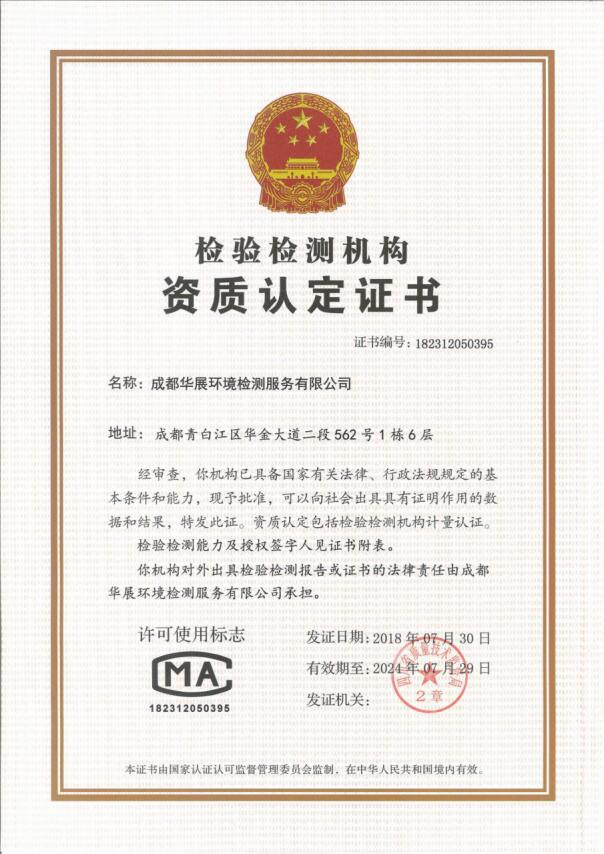 检验检测机构
资质认定证书
证书编号：182312050395
名称：成都华展环境检测服务有限公司
地址：成都青白江区华金大道二段562号1栋6层
经审查，你机构已具备国家有关法律、行政法规规定的基
本条件和能力，现予批准，可以向社会出具具有证明作用的数
据和结果，特发此证。资质认定包括检验检测机构计量认证。
检验检测能力及授权签字人见证书附表。
你机构对外出具检验检测报告或证书的法律责任由成都
华展环境检测服务有限公司承担。
许可使用标志
MA
182312050395
发证日期：2018年07月30日
有效期至：2024年07月29日
发证机关：
2章
本证书由国家认证认可监督管理委员会监制，在中华人民共和国境内有效。